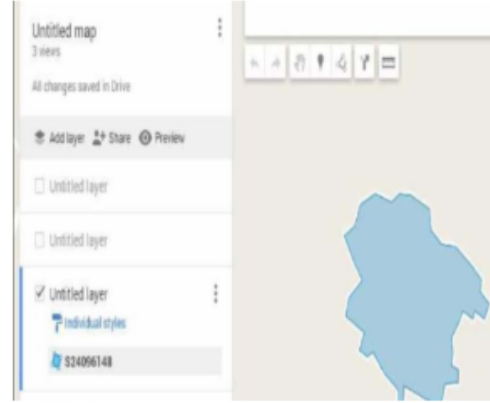 Untitled map
3 views
All changes saved in Drive
Add layer Share Preview
Untitled layer
Untitled layer
Untitled layer
Individual styles
S24096148